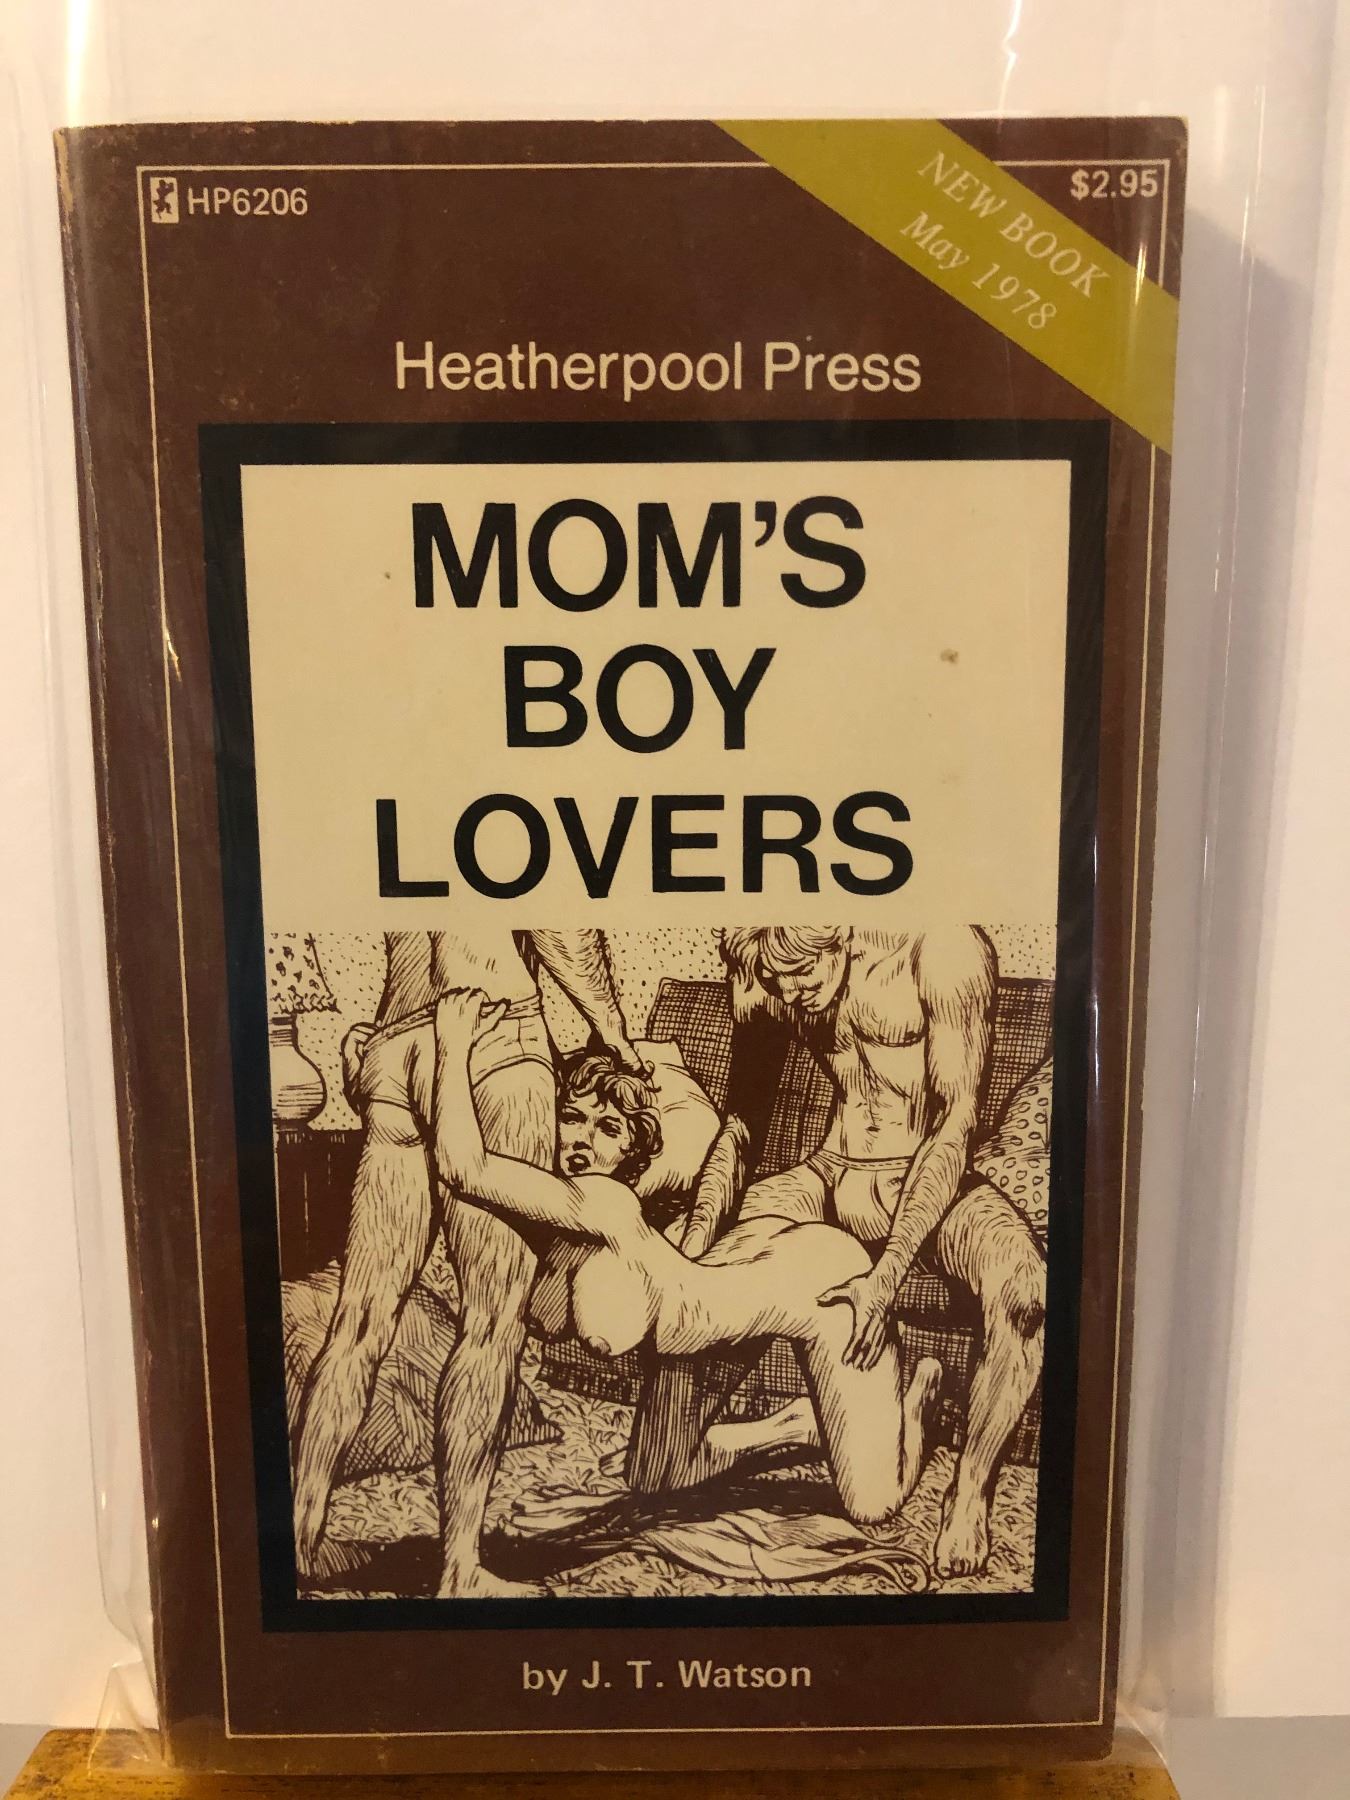 HP6206
$2.95
NEW BOOK
May 1978
Heatherpool Press
MOM'S
BOY
LOVERS
by J. T. Watson